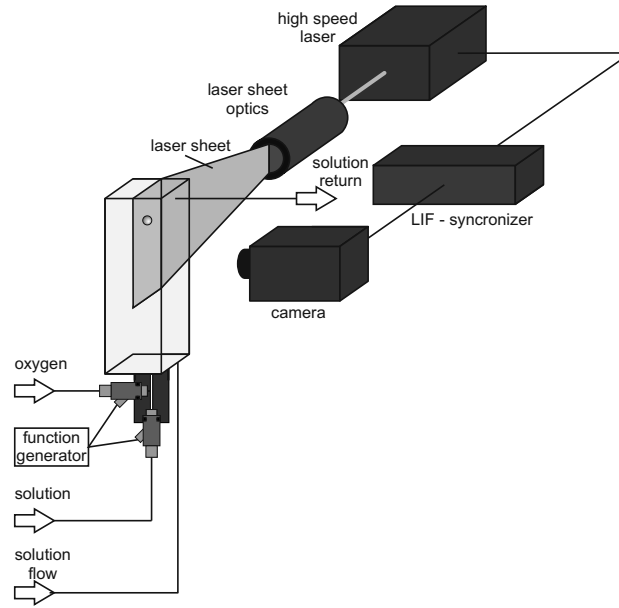 high speed
laser
laser sheet
optics
laser sheet
solution
return
LIF - syncronizer
camera
oxygen
function
generator
solution
solution
flow